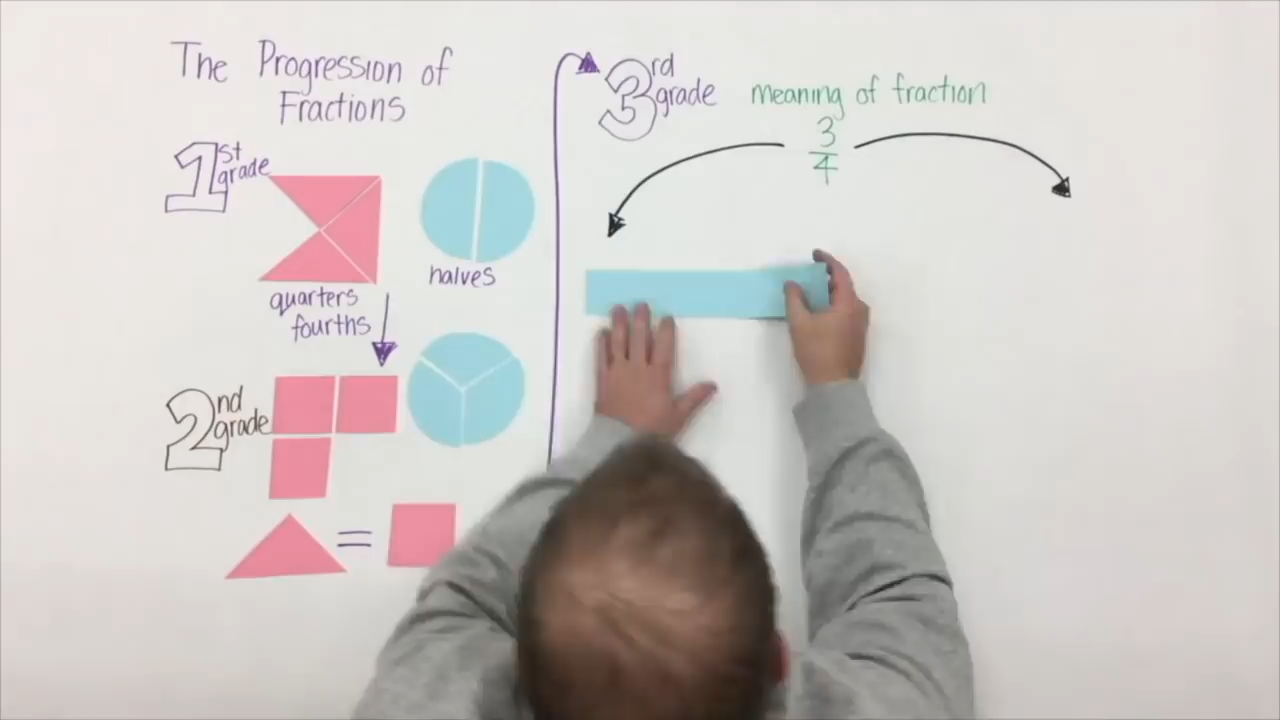 The Progression of
Fractions
1st grade
quarters
fourths
halves
2nd grade
=
3rd grade
meaning of fraction
3
4